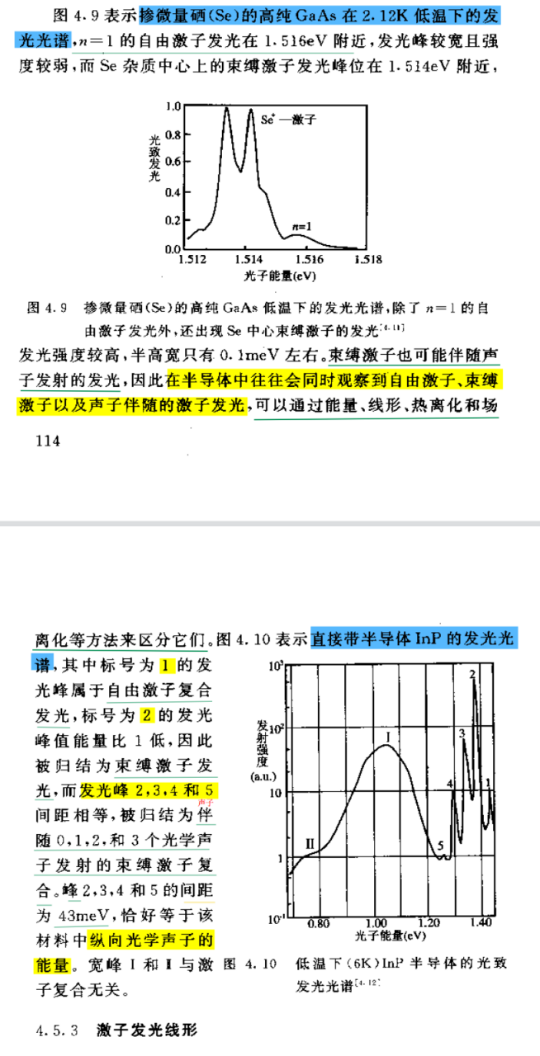 图 4.9 表示掺微量硒(Se)的高纯 GaAs 在 2.12K 低温下的发
光光谱,n=1 的自由激子发光在 1.516eV 附近,发光峰较宽且强
度较弱,而 Se 杂质中心上的束缚激子发光峰位在 1.514eV 附近,
1.0
0.8
0.6
0.4
0.2
0.0
光致发光
Se⁺—激子
n=1
1.512 1.514 1.516 1.518
光子能量(eV)
图 4.9 掺微量硒(Se)的高纯 GaAs 低温下的发光光谱,除了 n=1 的自
由激子发光外,还出现 Se 中心束缚激子的发光[4.11]
发光强度较高,半高宽只有 0.1meV 左右。束缚激子也可能伴随声
子发射的发光,因此在半导体中往往会同时观察到自由激子、束缚
激子以及声子伴随的激子发光,可以通过能量、线形、热离化和场
114
离化等方法来区分它们。图 4.10 表示直接带半导体 InP 的发光光
谱,其中标号为 1 的发
光峰属于自由激子复合
发光,标号为 2 的发光
峰值能量比 1 低,因此
被归结为束缚激子发
光,而发光峰 2,3,4 和 5
声子
间距相等,被归结为伴
随 0,1,2,和 3 个光学声
子发射的束缚激子复
合。峰 2,3,4 和 5 的间距
为 43meV,恰好等于该
材料中纵向光学声子的
能量。宽峰 Ⅰ 和 Ⅱ 与激
子复合无关。
10³
10²
10
1
10⁻¹
发射强度
(a.u.)
Ⅰ
Ⅱ
5
4
3
2
1
0.80 1.00 1.20 1.40
光子能量(eV)
图 4.10 低温下(6K)InP 半导体的光致
发光光谱[4.12]
4.5.3 激子发光线形